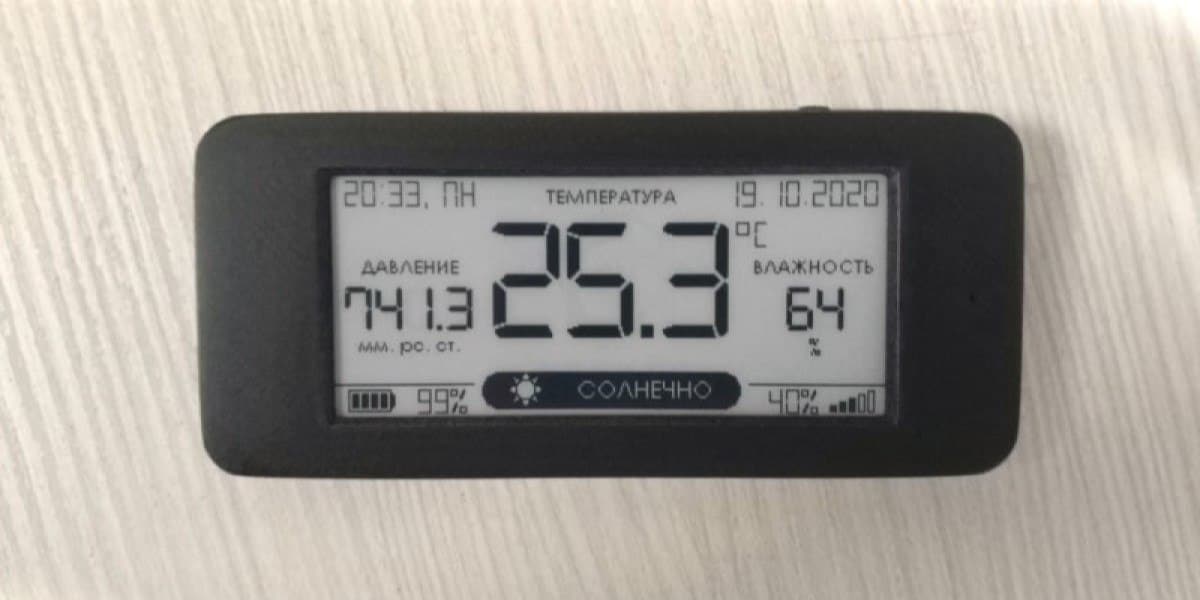 20:33, ПН
ТЕМПЕРАТУРА
19.10.2020
25.3 °C
ДАВЛЕНИЕ
741.3
мм. рс. ст.
ВЛАЖНОСТЬ
64
%
99%
СОЛНЕЧНО
40%